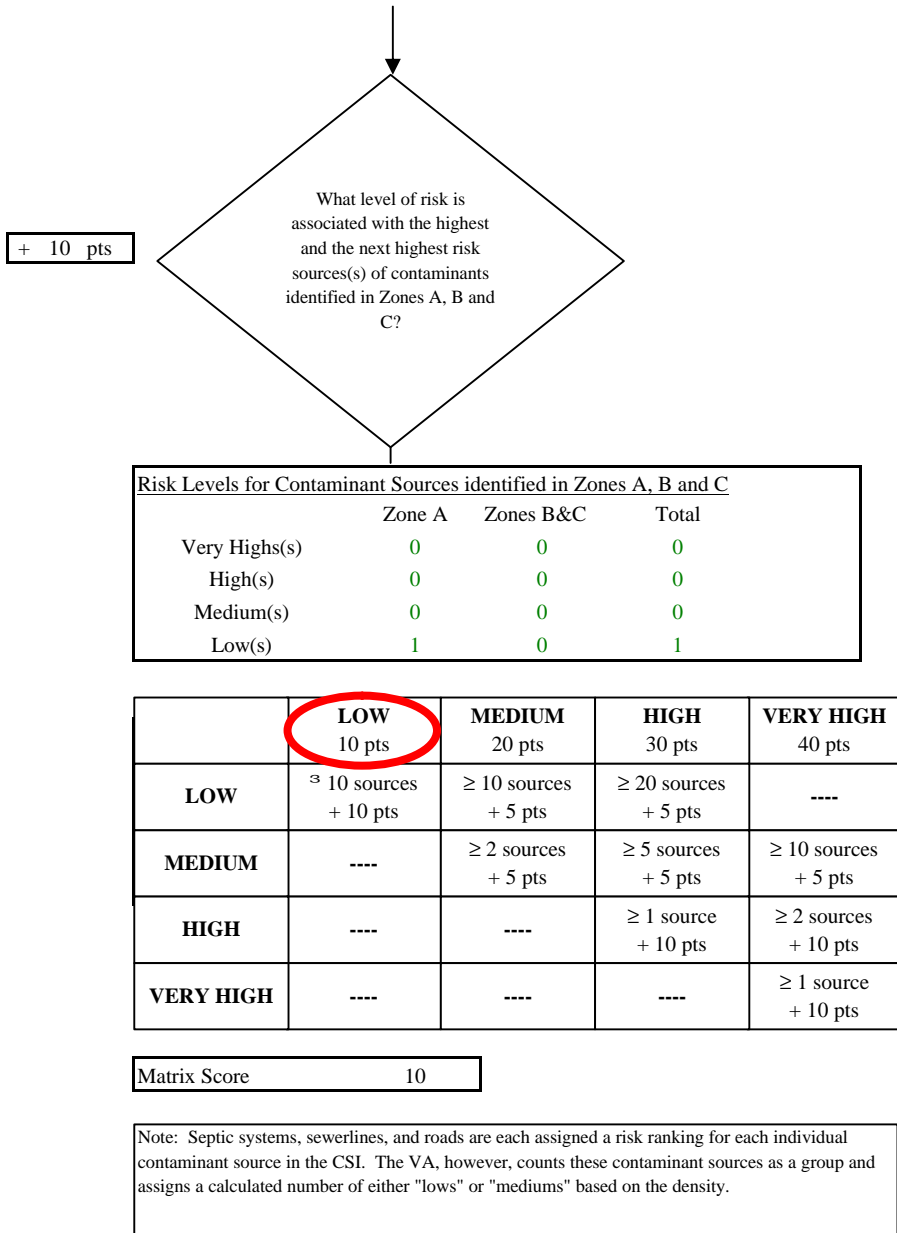 What level of risk is
associated with the highest
and the next highest risk
sources(s) of contaminants
identified in Zones A, B and
C?
+ 10 pts
Risk Levels for Contaminant Sources identified in Zones A, B and C
Zone A Zones B&C Total
Very Highs(s) 0 0 0
High(s) 0 0 0
Medium(s) 0 0 0
Low(s) 1 0 1
LOW MEDIUM HIGH VERY HIGH
10 pts 20 pts 30 pts 40 pts
LOW ³ 10 sources ≥ 10 sources ≥ 20 sources ----
+ 10 pts + 5 pts + 5 pts
MEDIUM ---- ≥ 2 sources ≥ 5 sources ≥ 10 sources
+ 5 pts + 5 pts + 5 pts
HIGH ---- ---- ≥ 1 source ≥ 2 sources
+ 10 pts + 10 pts
VERY HIGH ---- ---- ---- ≥ 1 source
+ 10 pts
Matrix Score 10
Note: Septic systems, sewerlines, and roads are each assigned a risk ranking for each individual
contaminant source in the CSI. The VA, however, counts these contaminant sources as a group and
assigns a calculated number of either "lows" or "mediums" based on the density.